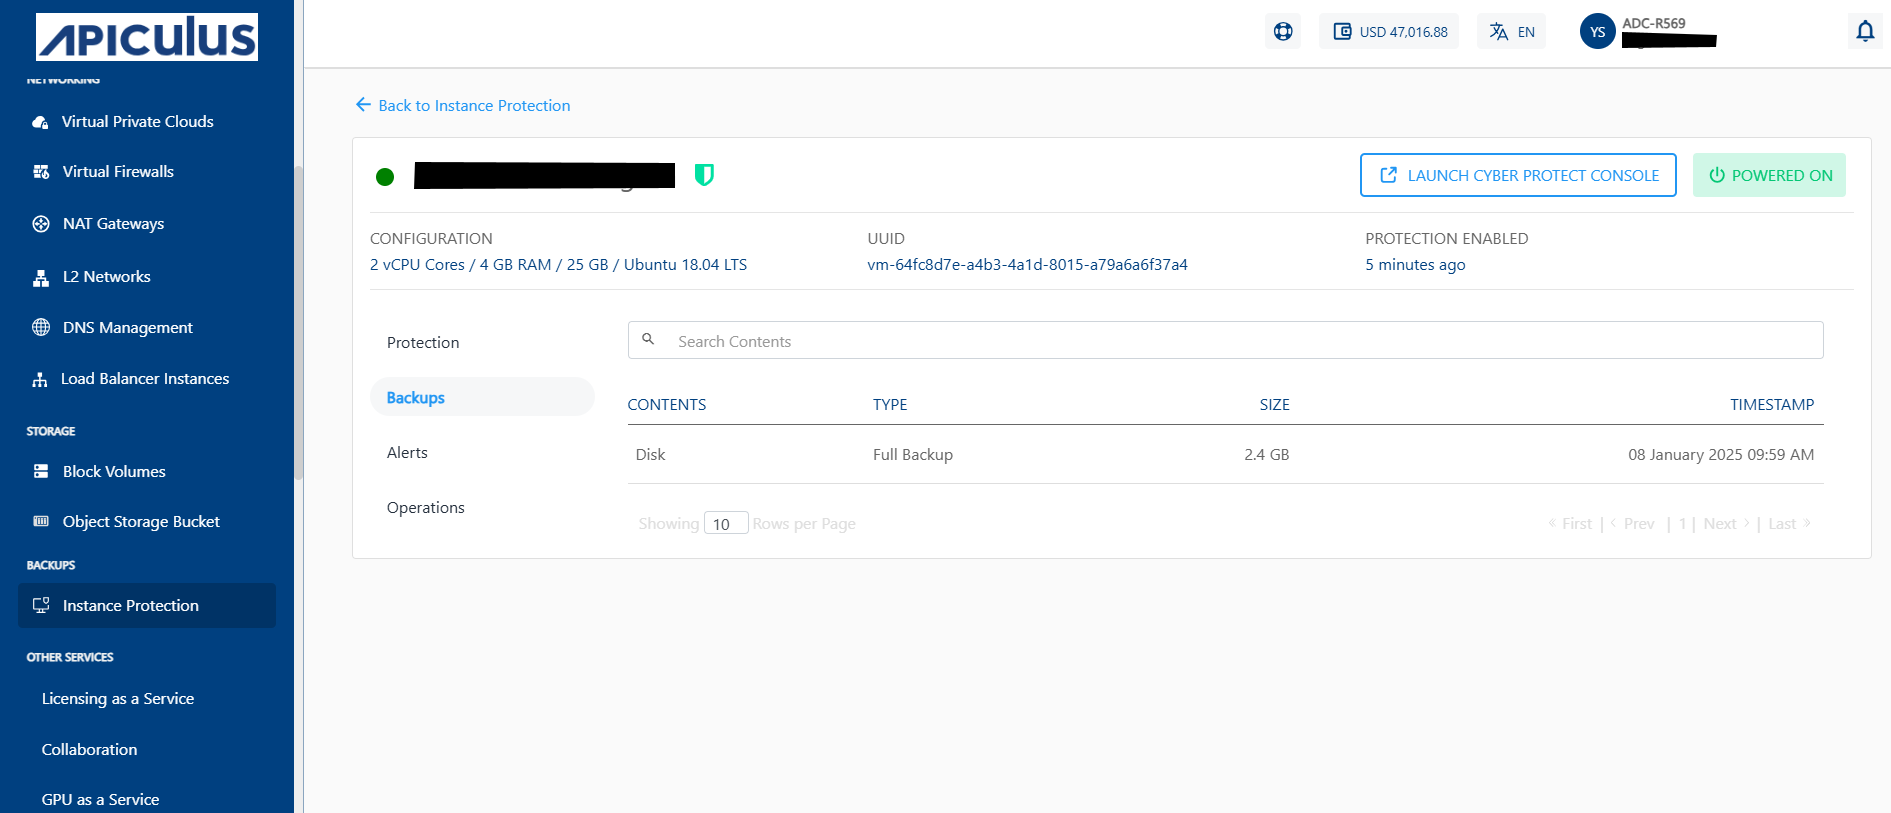 APICULUS
USD 47,016.88
EN
YS
ADC-R569
NETWORKING
Virtual Private Clouds
Virtual Firewalls
NAT Gateways
L2 Networks
DNS Management
Load Balancer Instances
STORAGE
Block Volumes
Object Storage Bucket
BACKUPS
Instance Protection
OTHER SERVICES
Licensing as a Service
Collaboration
GPU as a Service
Back to Instance Protection
LAUNCH CYBER PROTECT CONSOLE
POWERED ON
CONFIGURATION
2 vCPU Cores / 4 GB RAM / 25 GB / Ubuntu 18.04 LTS
UUID
vm-64fc8d7e-a4b3-4a1d-8015-a79a6a6f37a4
PROTECTION ENABLED
5 minutes ago
Protection
Backups
Alerts
Operations
Search Contents
CONTENTS TYPE SIZE TIMESTAMP
Disk Full Backup 2.4 GB 08 January 2025 09:59 AM
Showing 10 Rows per Page
« First | ‹ Prev | 1 | Next › | Last »